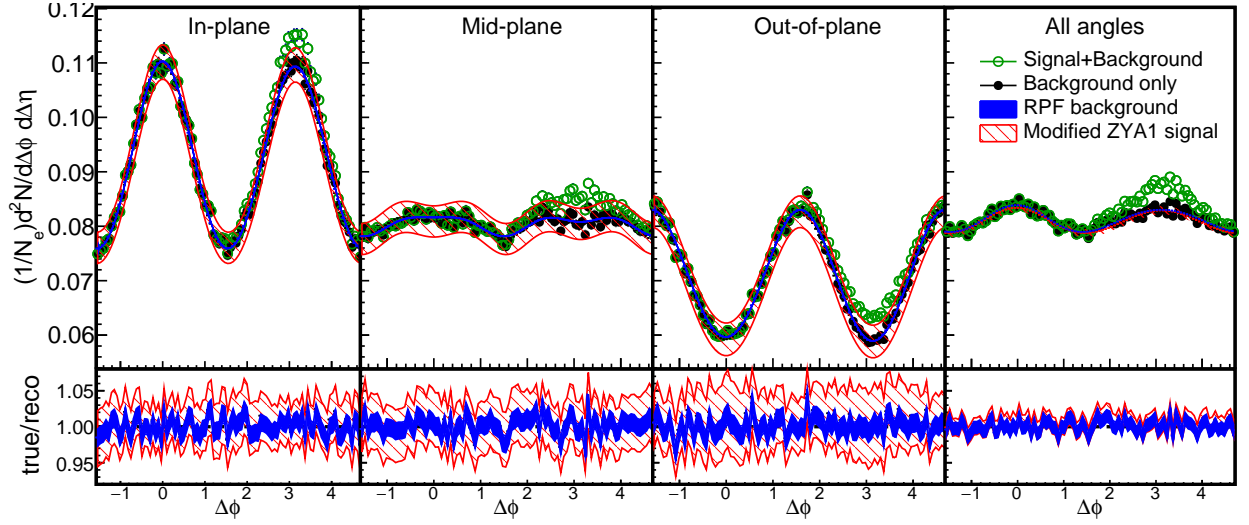 In-plane
Mid-plane
Out-of-plane
All angles
Signal+Background
Background only
RPF background
Modified ZYA1 signal
(1/N_e)d²N/dΔϕ dΔη
0.12
0.11
0.10
0.09
0.08
0.07
0.06
true/reco
1.05
1.00
0.95
−1 0 1 2 3 4
−1 0 1 2 3 4
−1 0 1 2 3 4
−1 0 1 2 3 4
Δϕ
Δϕ
Δϕ
Δϕ